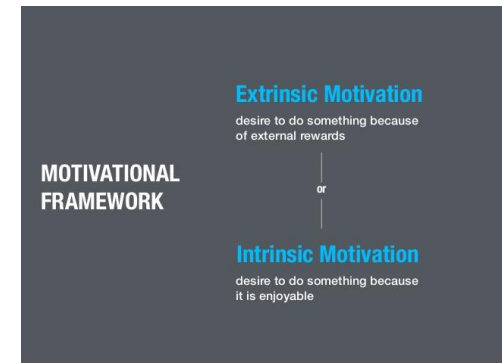 MOTIVATIONAL
FRAMEWORK
Extrinsic Motivation
desire to do something because
of external rewards
or
Intrinsic Motivation
desire to do something because
it is enjoyable